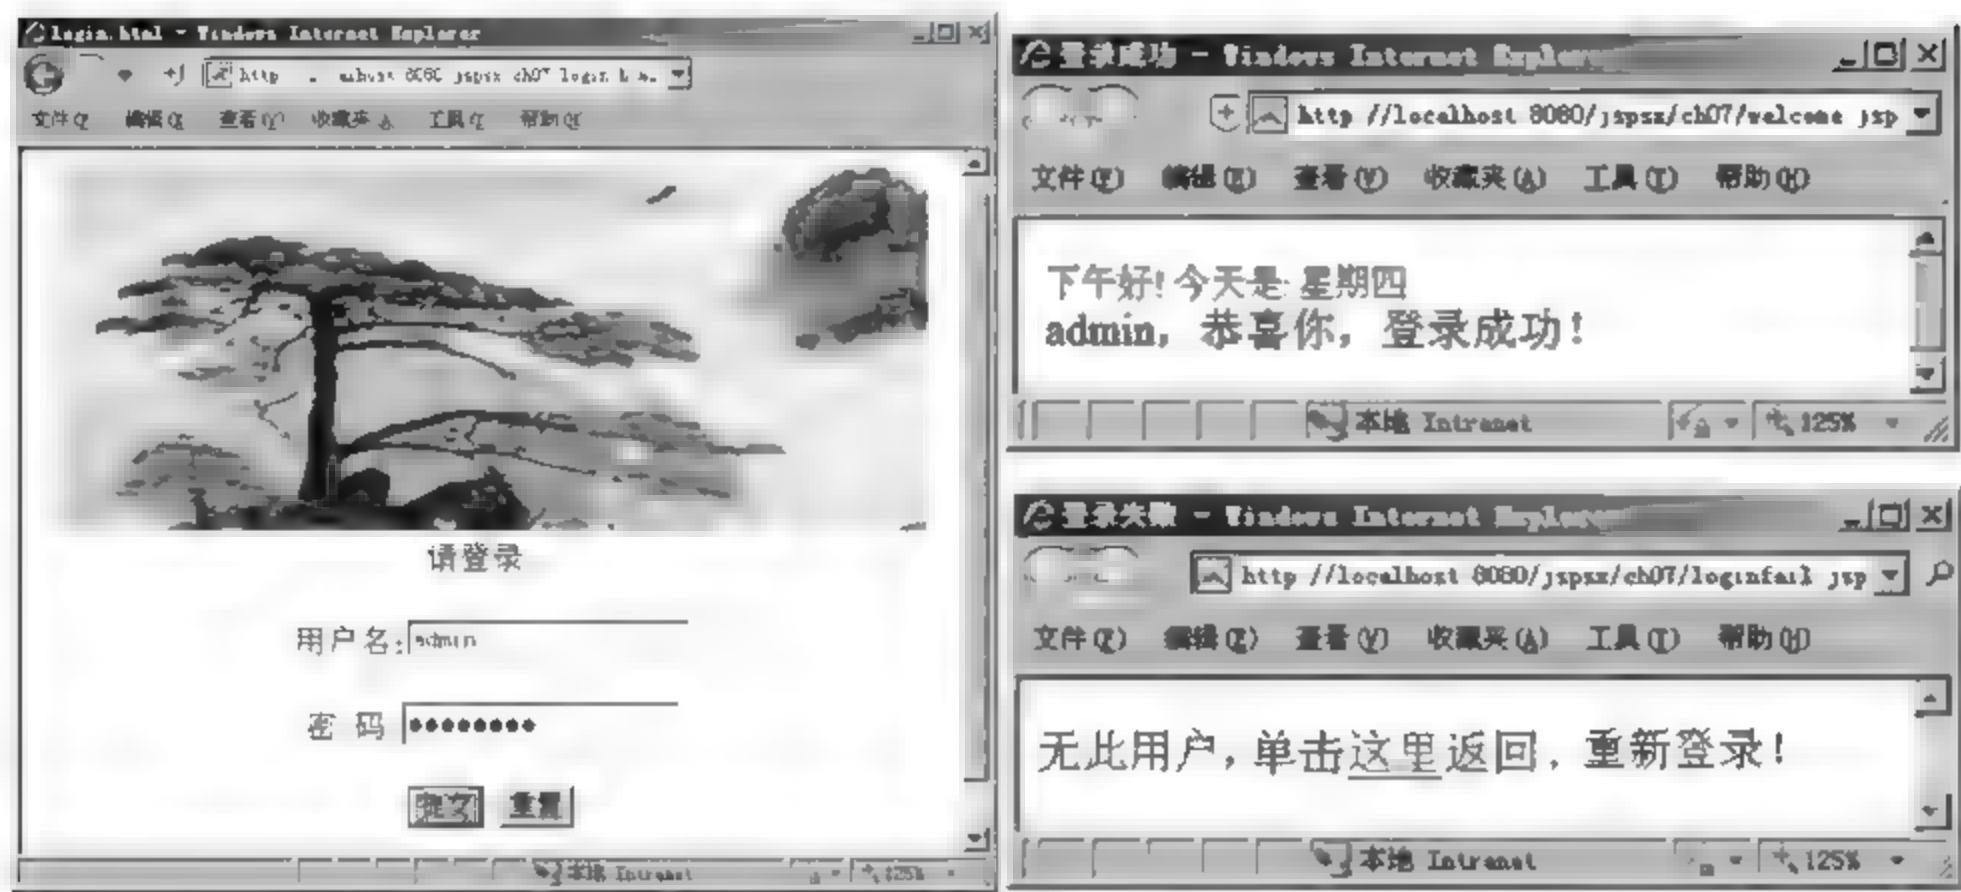 login.html - Windows Internet Explorer
文件 编辑 查看 收藏夹 工具 帮助
请登录
用户名:admin
密 码
提交 重置
本地 Intranet 125%
登录成功 - Windows Internet Explorer
http //localhost 8080/jspsx/ch07/welcome jsp
文件(F) 编辑(E) 查看(V) 收藏夹(A) 工具(T) 帮助(H)
下午好! 今天是: 星期四
admin, 恭喜你, 登录成功!
本地 Intranet 125%
登录失败 - Windows Internet Explorer
http //localhost 8080/jspsx/ch07/loginfail jsp
文件(F) 编辑(E) 查看(V) 收藏夹(A) 工具(T) 帮助(H)
无此用户, 单击这里返回, 重新登录!
本地 Intranet 125%